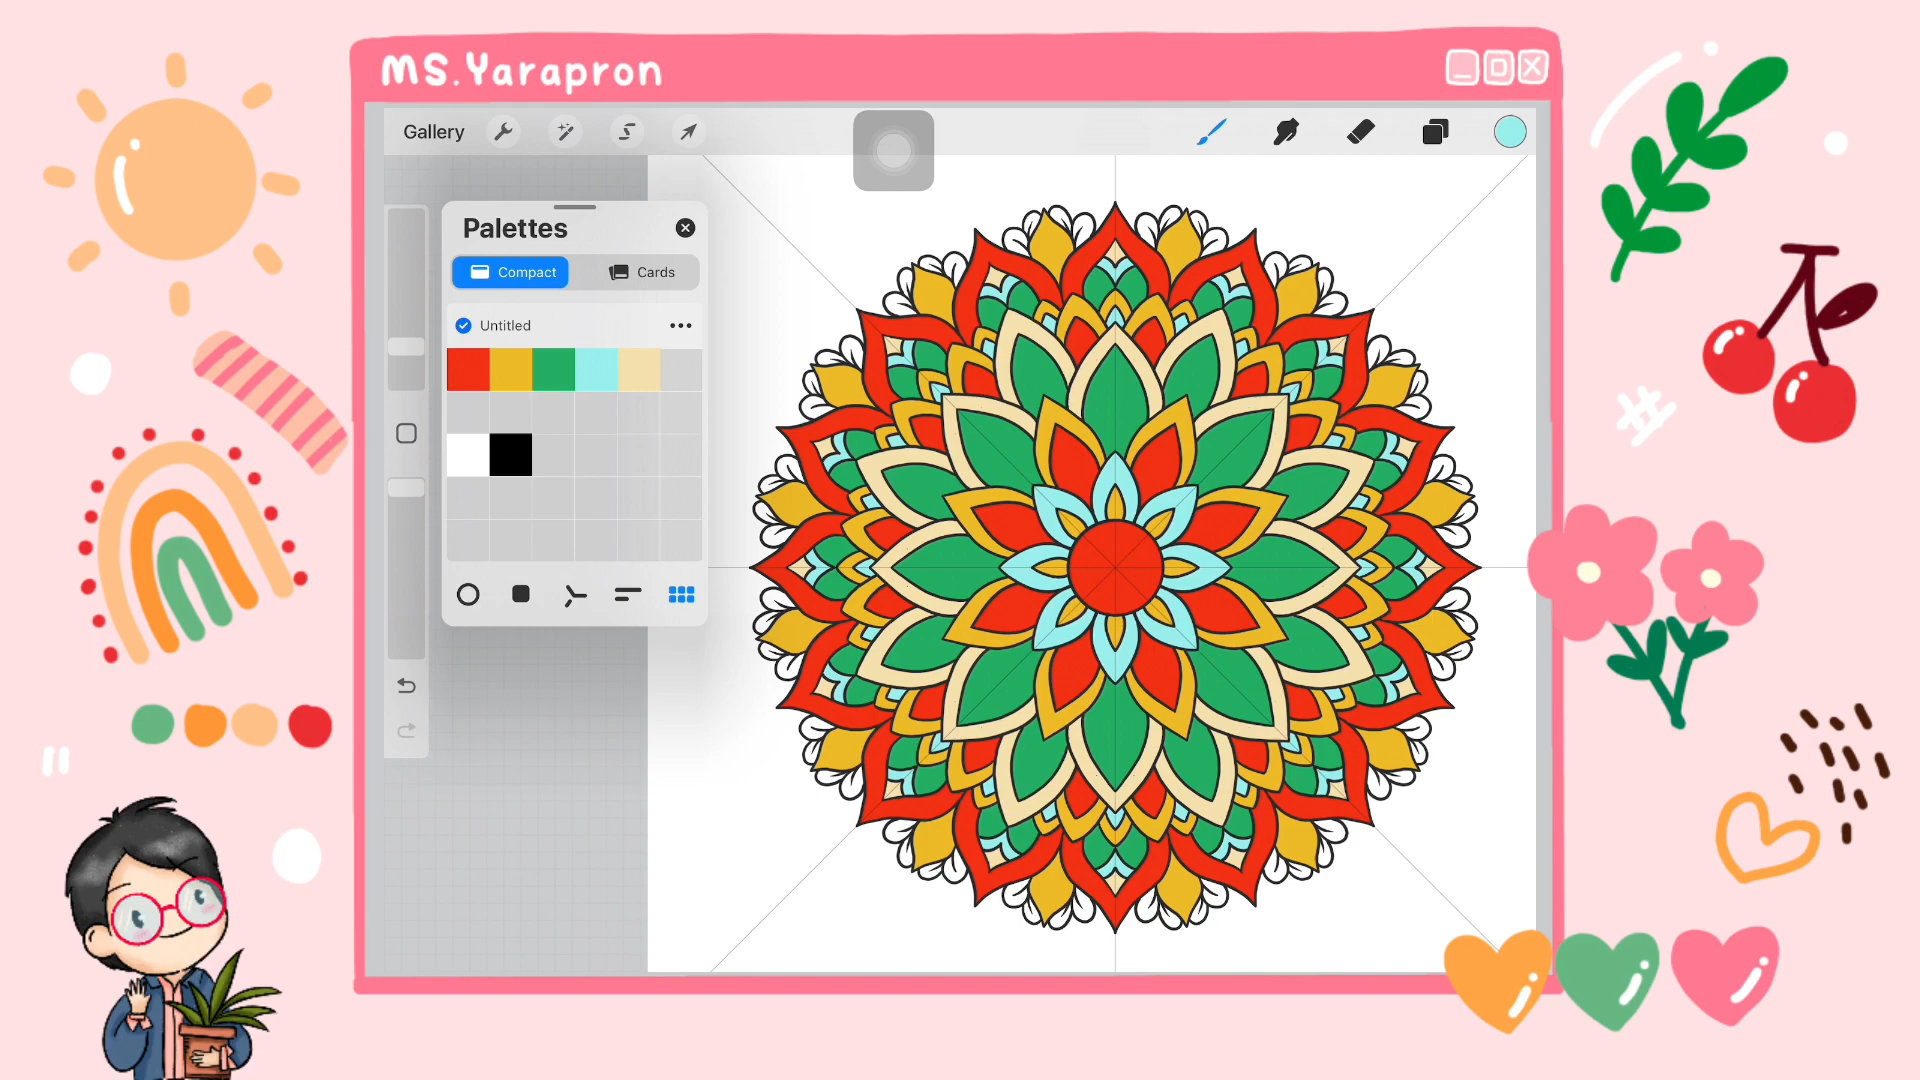 MS.Yarapron
Gallery
Palettes
Compact
Cards
Untitled